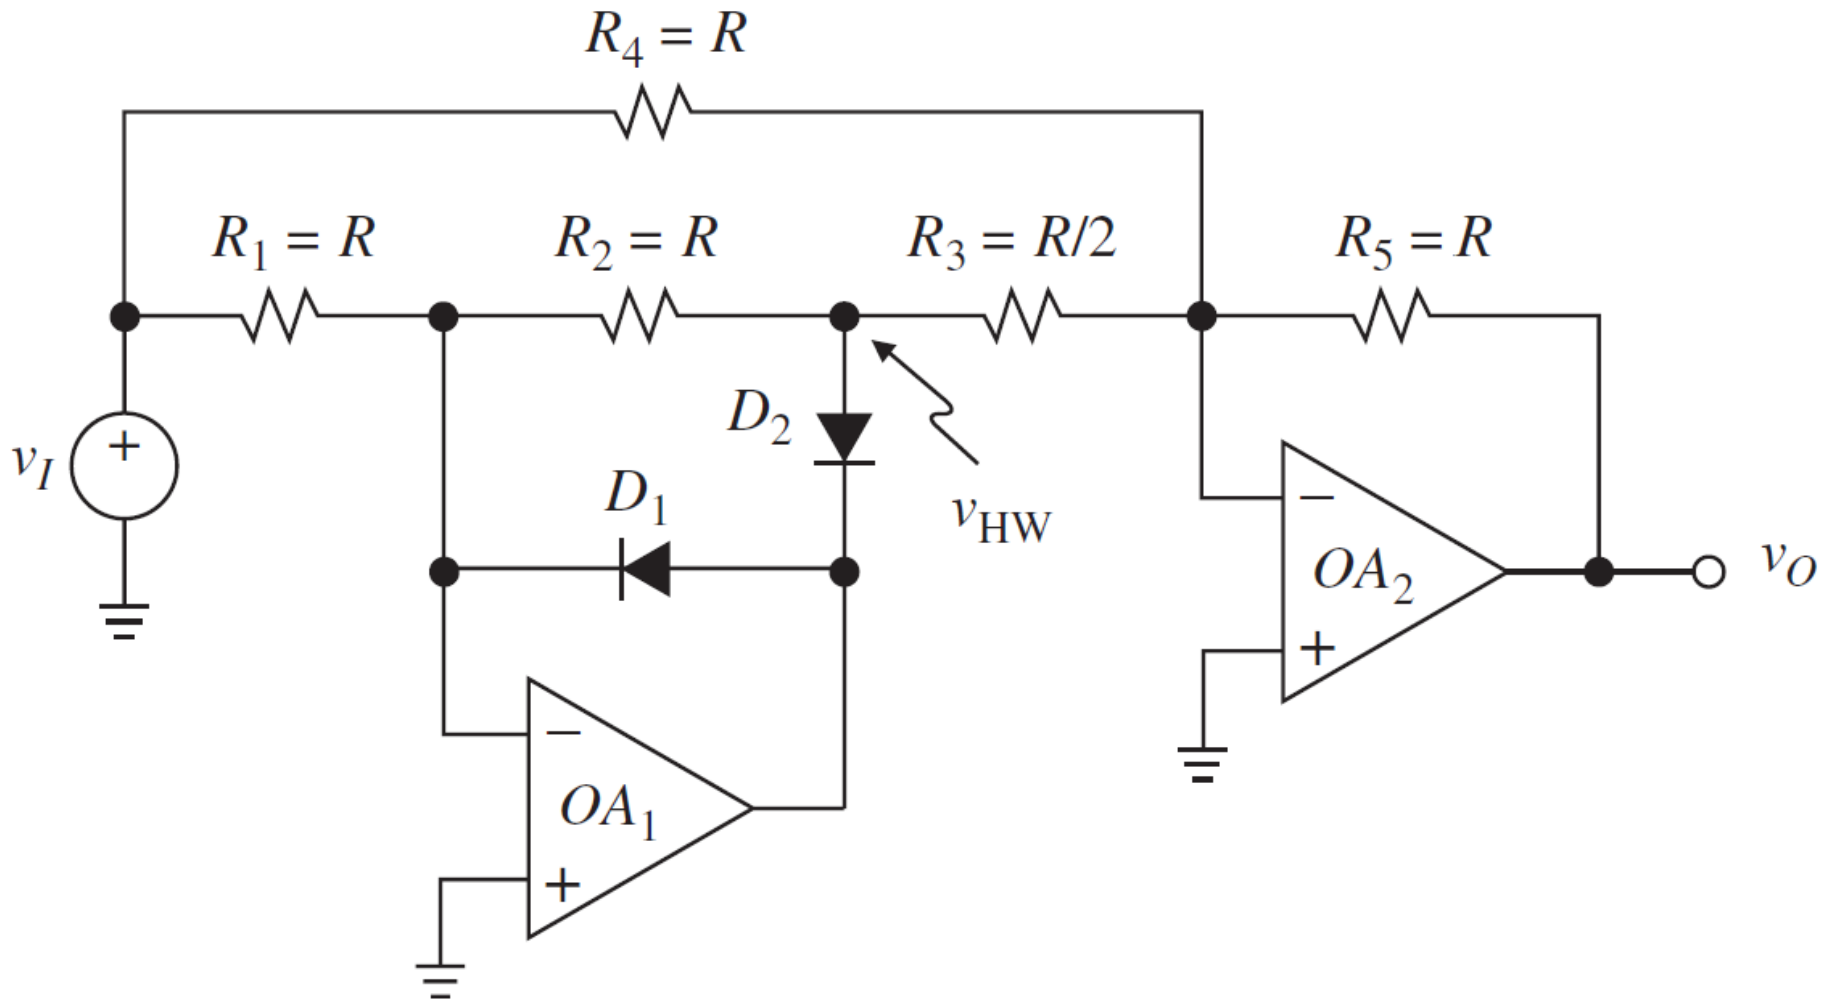 R4 = R
R1 = R
R2 = R
R3 = R/2
R5 = R
vI
+
D2
D1
vHW
−
OA2
+
vO
−
OA1
+